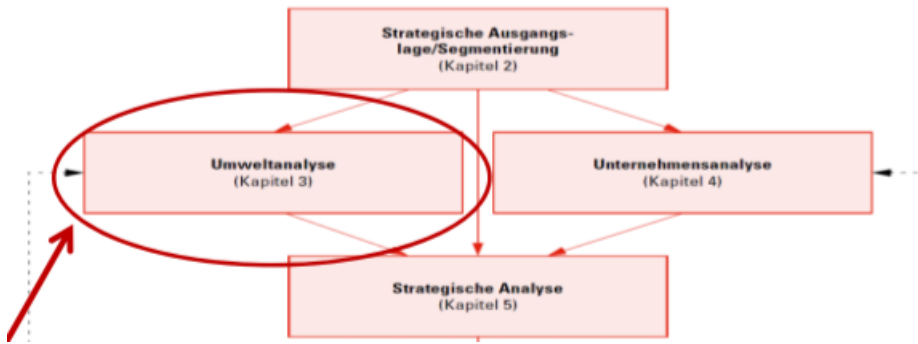 Strategische Ausgangs-
lage/Segmentierung
(Kapitel 2)
Umweltanalyse
(Kapitel 3)
Unternehmensanalyse
(Kapitel 4)
Strategische Analyse
(Kapitel 5)